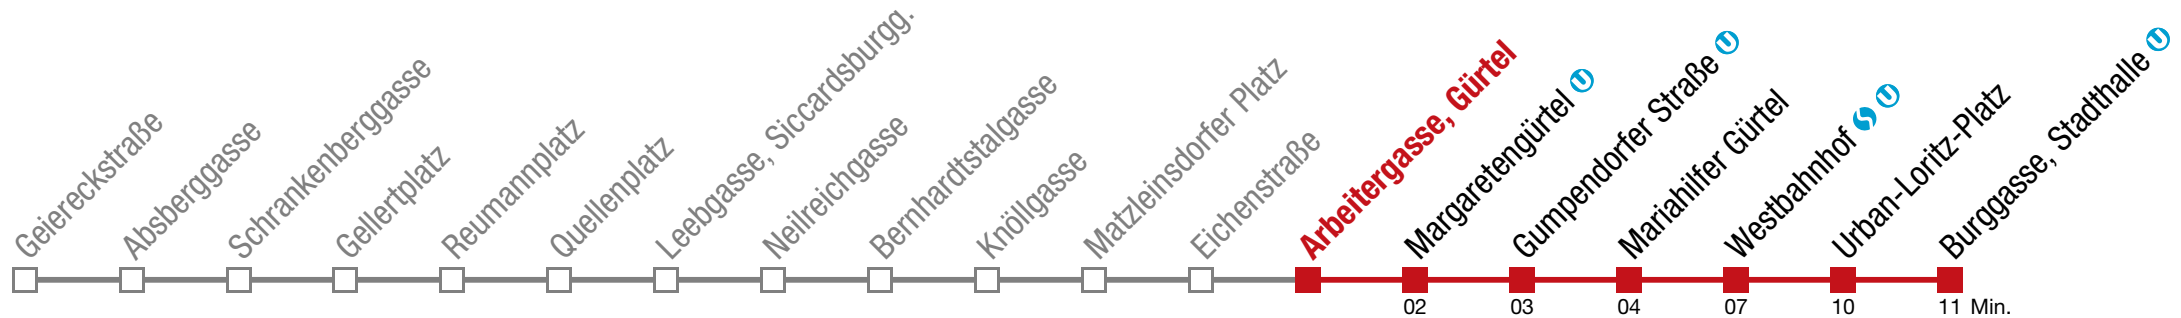 Geiereckstraße
Absberggasse
Schrankenberggasse
Gellertplatz
Reumannplatz
Quellenplatz
Leebgasse, Siccardsburgg.
Neilreichgasse
Bernhardtstalgasse
Knöllgasse
Matzleinsdorfer Platz
Eichenstraße
Arbeitergasse, Gürtel
Margaretengürtel U
Gumpendorfer Straße U
Mariahilfer Gürtel
Westbahnhof S U
Urban-Loritz-Platz
Burggasse, Stadthalle U
02 03 04 07 10 11 Min.